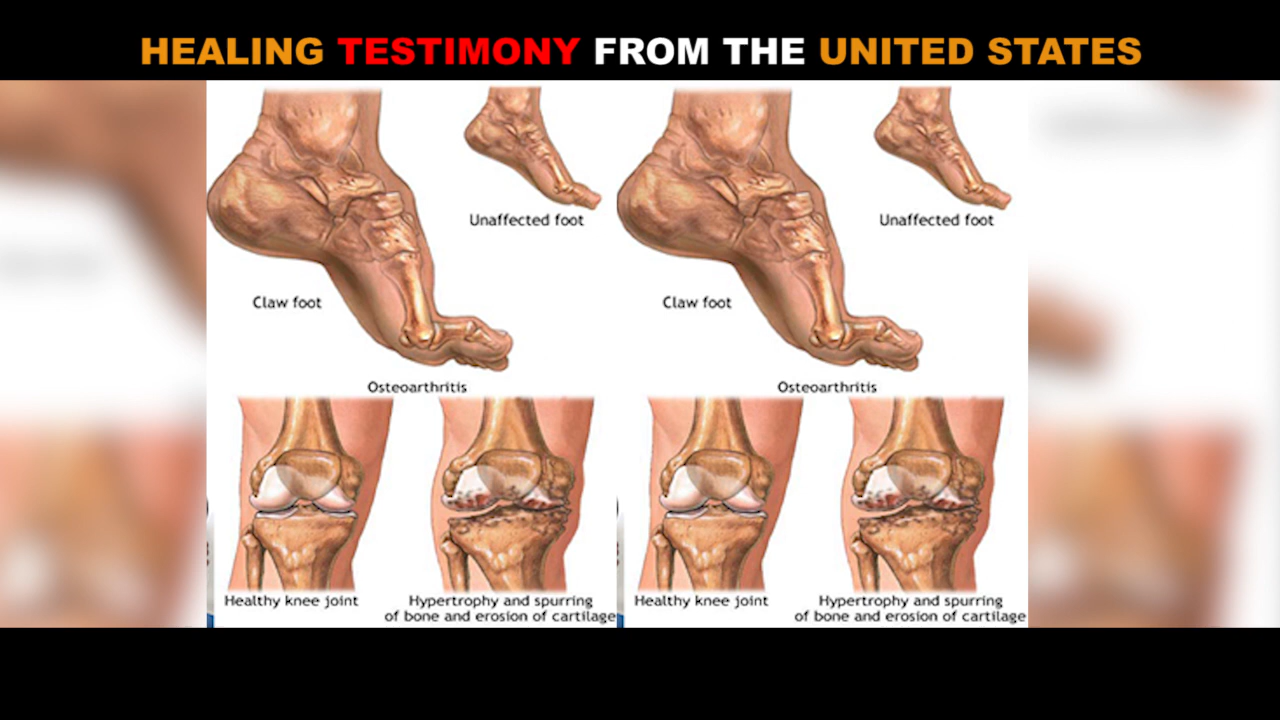 HEALING TESTIMONY FROM THE UNITED STATES
Unaffected foot
Claw foot
Osteoarthritis
Healthy knee joint
Hypertrophy and spurring
of bone and erosion of cartilage
Unaffected foot
Claw foot
Osteoarthritis
Healthy knee joint
Hypertrophy and spurring
of bone and erosion of cartilage